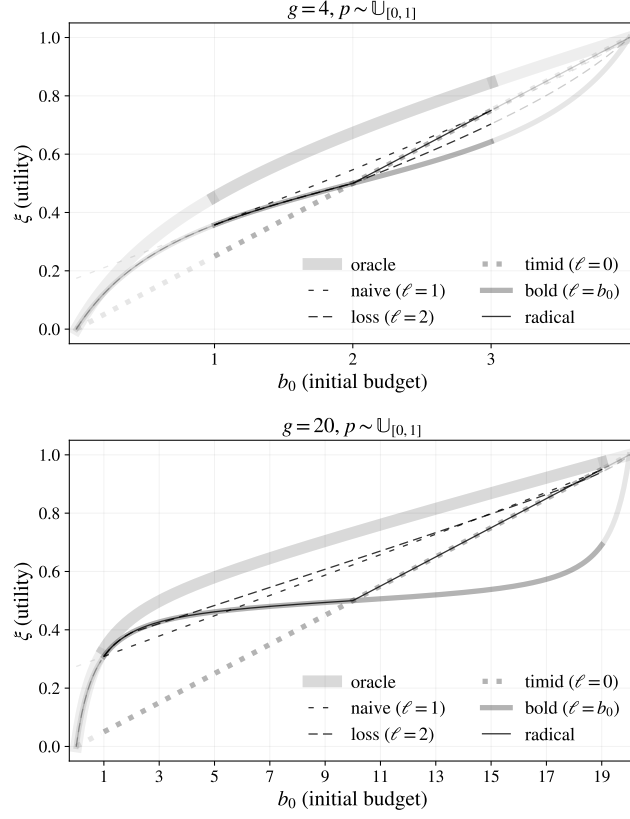 g = 4, p ~ 𝕌[0,1]
1.0
0.8
0.6
0.4
0.2
0.0
ξ (utility)
oracle
naive (ℓ = 1)
loss (ℓ = 2)
timid (ℓ = 0)
bold (ℓ = b₀)
radical
1 2 3
b₀ (initial budget)
g = 20, p ~ 𝕌[0,1]
1.0
0.8
0.6
0.4
0.2
0.0
ξ (utility)
oracle
naive (ℓ = 1)
loss (ℓ = 2)
timid (ℓ = 0)
bold (ℓ = b₀)
radical
1 3 5 7 9 11 13 15 17 19
b₀ (initial budget)